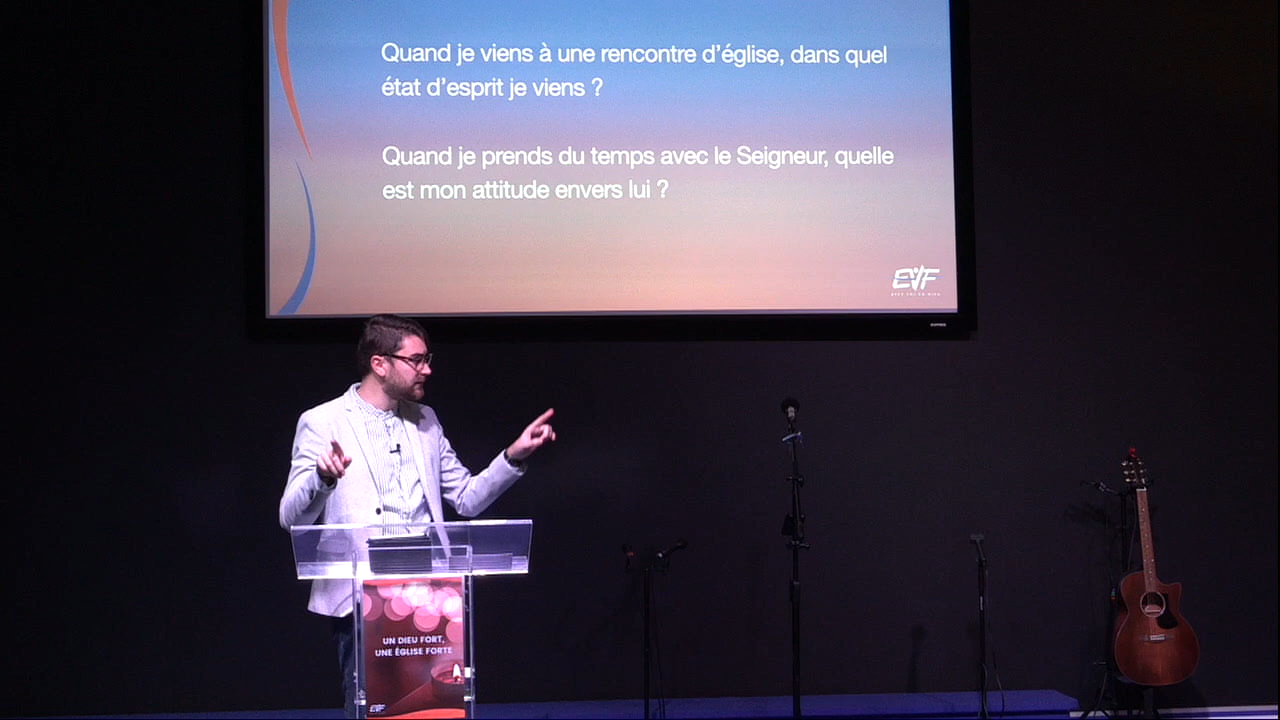 Quand je viens à une rencontre d’église, dans quel
état d’esprit je viens ?
Quand je prends du temps avec le Seigneur, quelle
est mon attitude envers lui ?
EVF
UN DIEU FORT,
UNE ÉGLISE FORTE
EVF